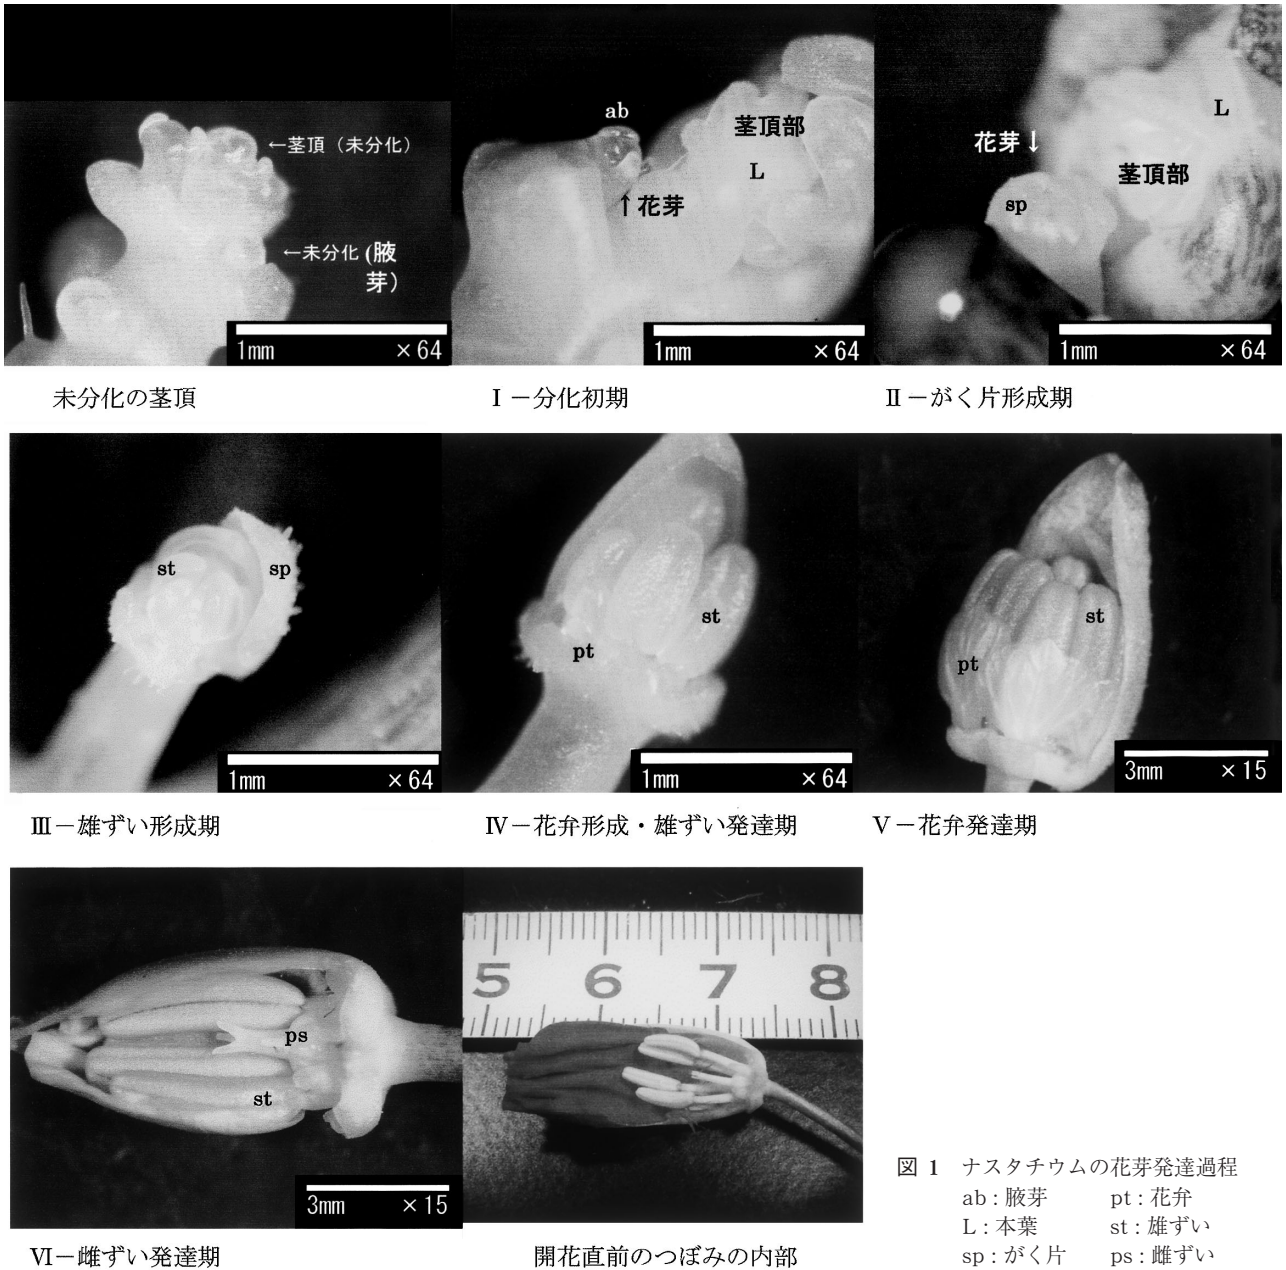 ←茎頂（未分化）
←未分化(腋
芽）
1mm ×64
未分化の茎頂
ab
茎頂部
L
↑花芽
1mm ×64
Ⅰ－分化初期
L
花芽↓
茎頂部
sp
1mm ×64
Ⅱ－がく片形成期
st
sp
1mm ×64
Ⅲ－雄ずい形成期
st
pt
1mm ×64
Ⅳ－花弁形成・雄ずい発達期
st
pt
3mm ×15
Ⅴ－花弁発達期
ps
st
3mm ×15
Ⅵ－雌ずい発達期
5 6 7 8
開花直前のつぼみの内部
図 1 ナスタチウムの花芽発達過程
ab : 腋芽 pt : 花弁
L : 本葉 st : 雄ずい
sp : がく片 ps : 雌ずい